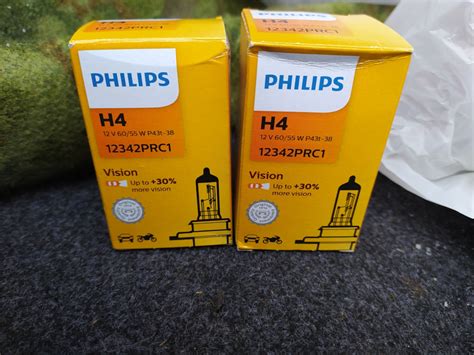 PHILIPS
H4
12 V 60/55 W P43t-38
12342PRC1
Vision
Up to +30%
more vision
PHILIPS
H4
12 V 60/55 W P43t-38
12342PRC1
Vision
Up to +30%
more vision